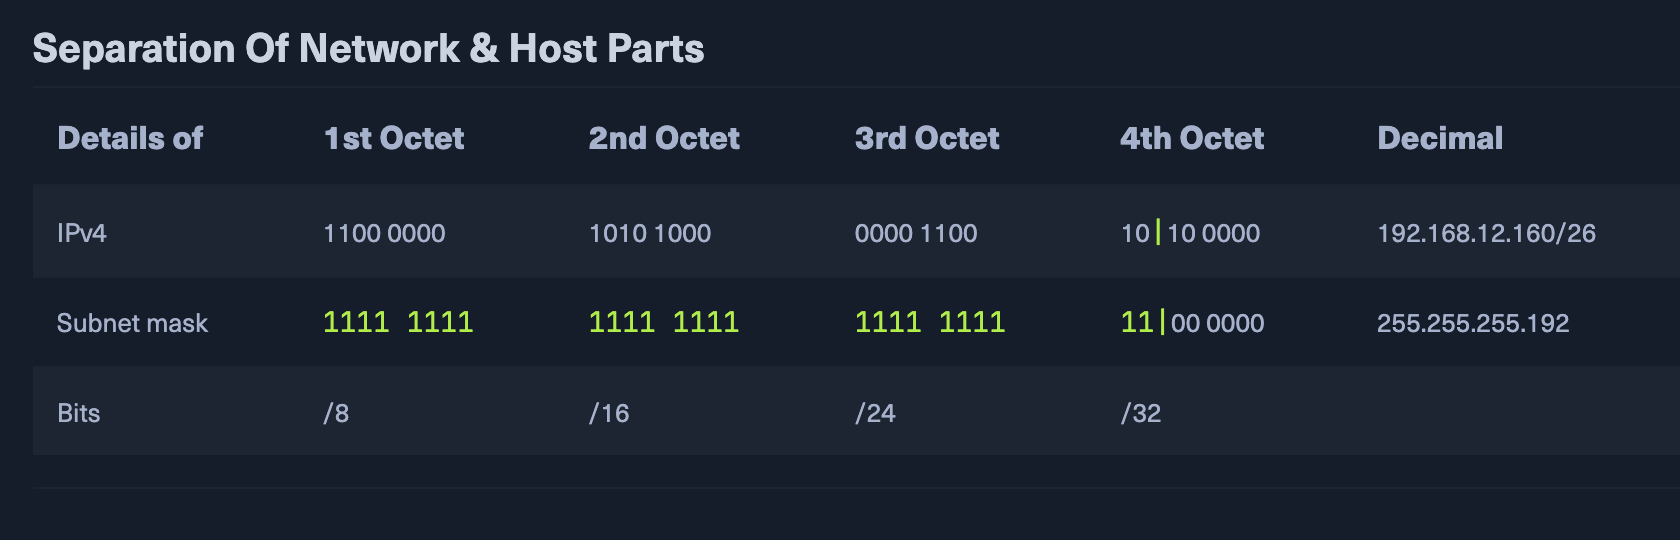 Separation Of Network & Host Parts
Details of 1st Octet 2nd Octet 3rd Octet 4th Octet Decimal
IPv4 1100 0000 1010 1000 0000 1100 10|10 0000 192.168.12.160/26
Subnet mask 1111 1111 1111 1111 1111 1111 11|00 0000 255.255.255.192
Bits /8 /16 /24 /32